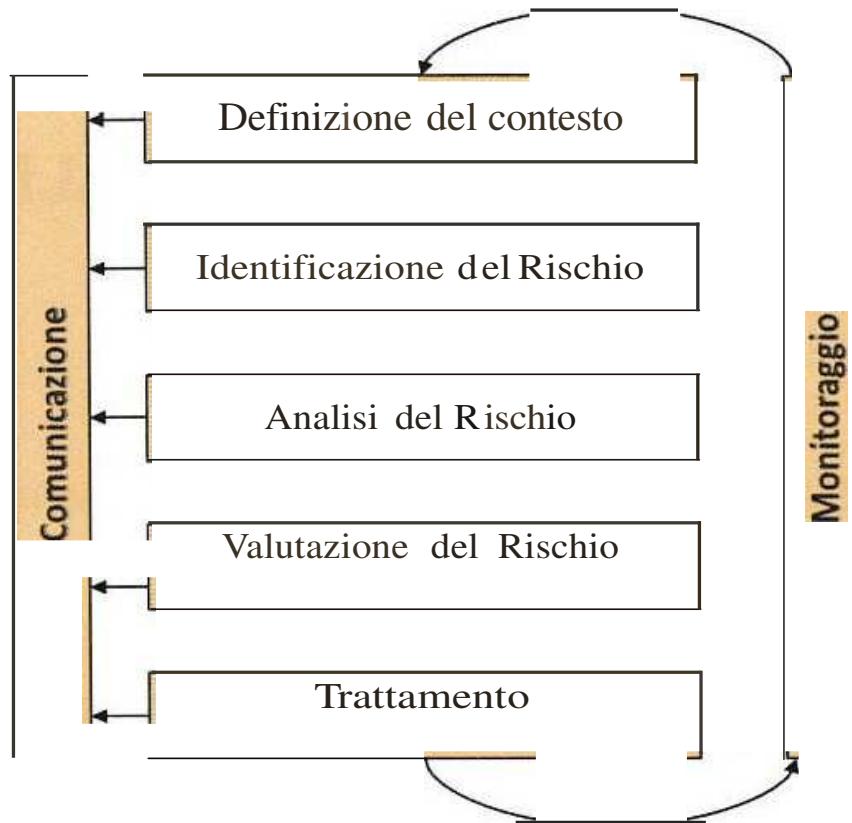 Definizione del contesto
Identificazione del Rischio
Analisi del Rischio
Valutazione del Rischio
Trattamento
Comunicazione
Monitoraggio